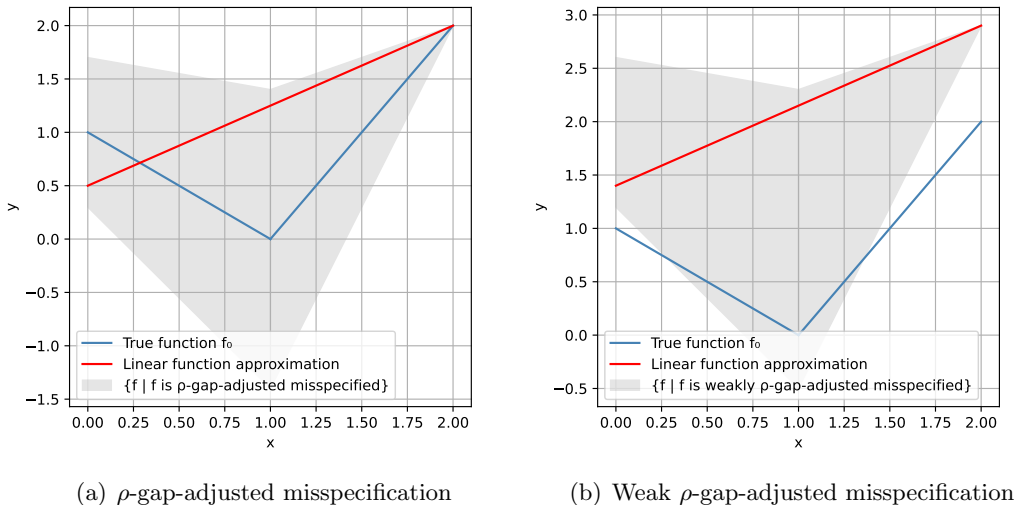 2.0
1.5
1.0
0.5
0.0
−0.5
−1.0
−1.5
y
0.00 0.25 0.50 0.75 1.00 1.25 1.50 1.75 2.00
x
True function f₀
Linear function approximation
{f | f is ρ-gap-adjusted misspecified}
(a) ρ-gap-adjusted misspecification
3.0
2.5
2.0
1.5
1.0
0.5
0.0
−0.5
y
0.00 0.25 0.50 0.75 1.00 1.25 1.50 1.75 2.00
x
True function f₀
Linear function approximation
{f | f is weakly ρ-gap-adjusted misspecified}
(b) Weak ρ-gap-adjusted misspecification